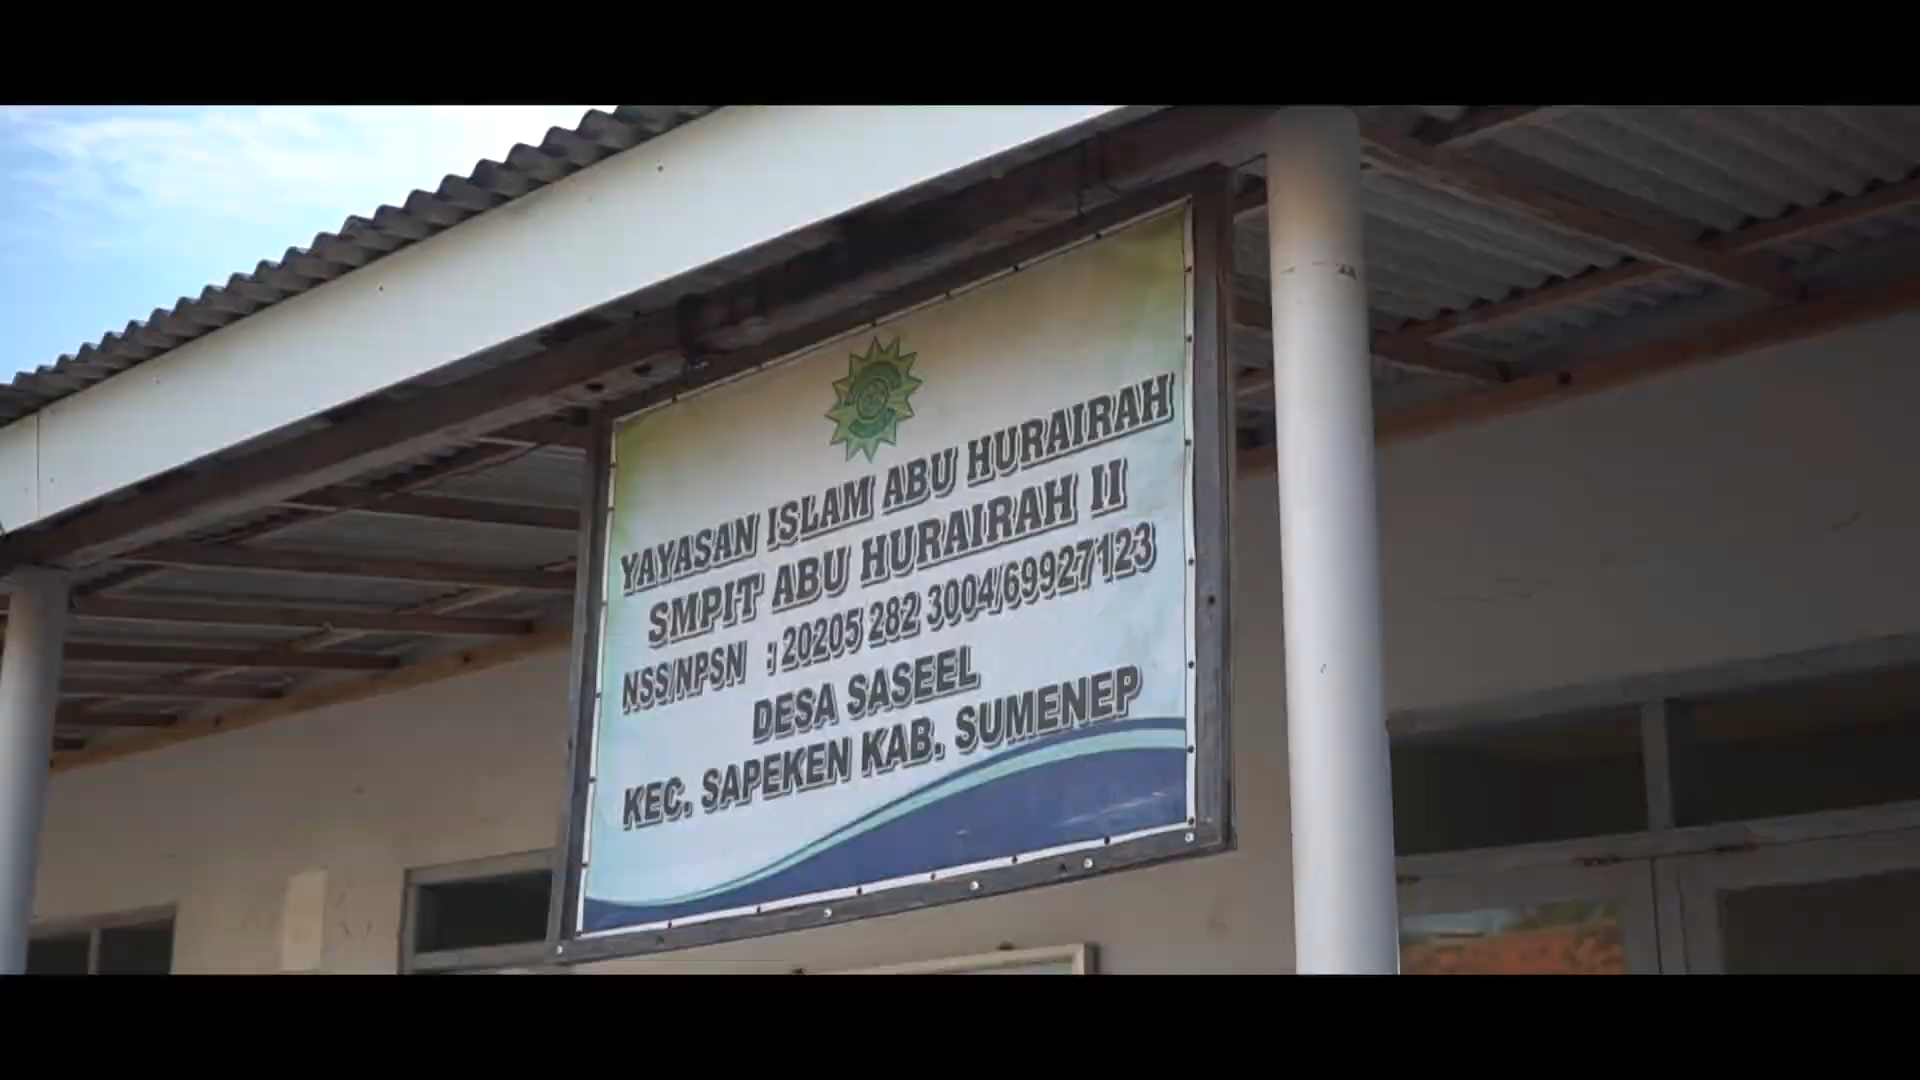 YAYASAN ISLAM ABU HURAIRAH
SMPIT ABU HURAIRAH II
NSS/NPSN : 20205 282 3004/69927123
DESA SASEEL
KEC. SAPEKEN KAB. SUMENEP